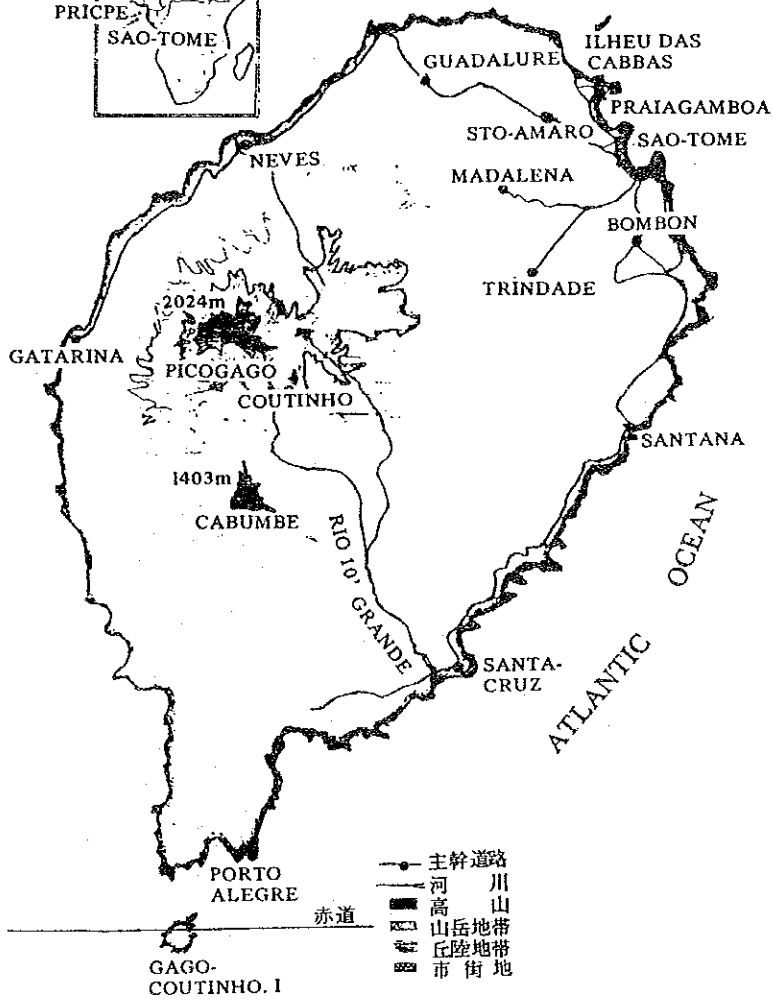 PRICPE
SAO-TOME
ILHEU DAS
CABBAS
GUADALURE
PRAIAGAMBOA
STO-AMARO
SAO-TOME
NEVES
MADALENA
BOMBON
TRINDADE
2024m
GATARINA
PICOGAGO
COUTINHO
SANTANA
1403m
CABUMBE
RIO 10' GRANDE
ATLANTIC OCEAN
SANTA-
CRUZ
PORTO
ALEGRE
赤道
GAGO-
COUTINHO. I
主幹道路
河川
高山
山岳地帯
丘陸地帯
市街地